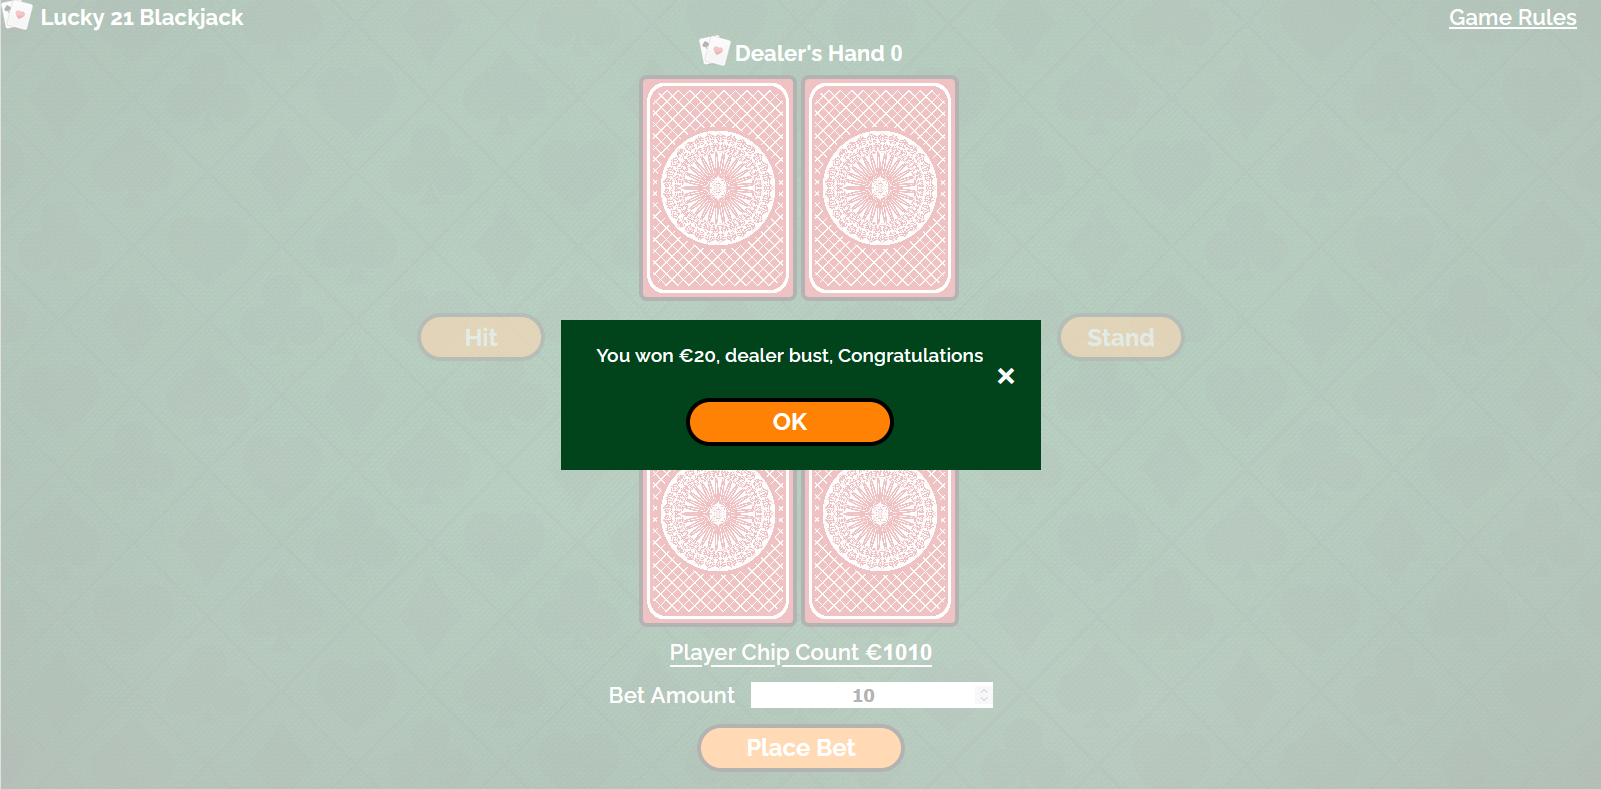 Lucky 21 Blackjack
Game Rules
Dealer's Hand 0
Hit
Stand
You won €20, dealer bust, Congratulations
×
OK
Player Chip Count €1010
Bet Amount 10
Place Bet